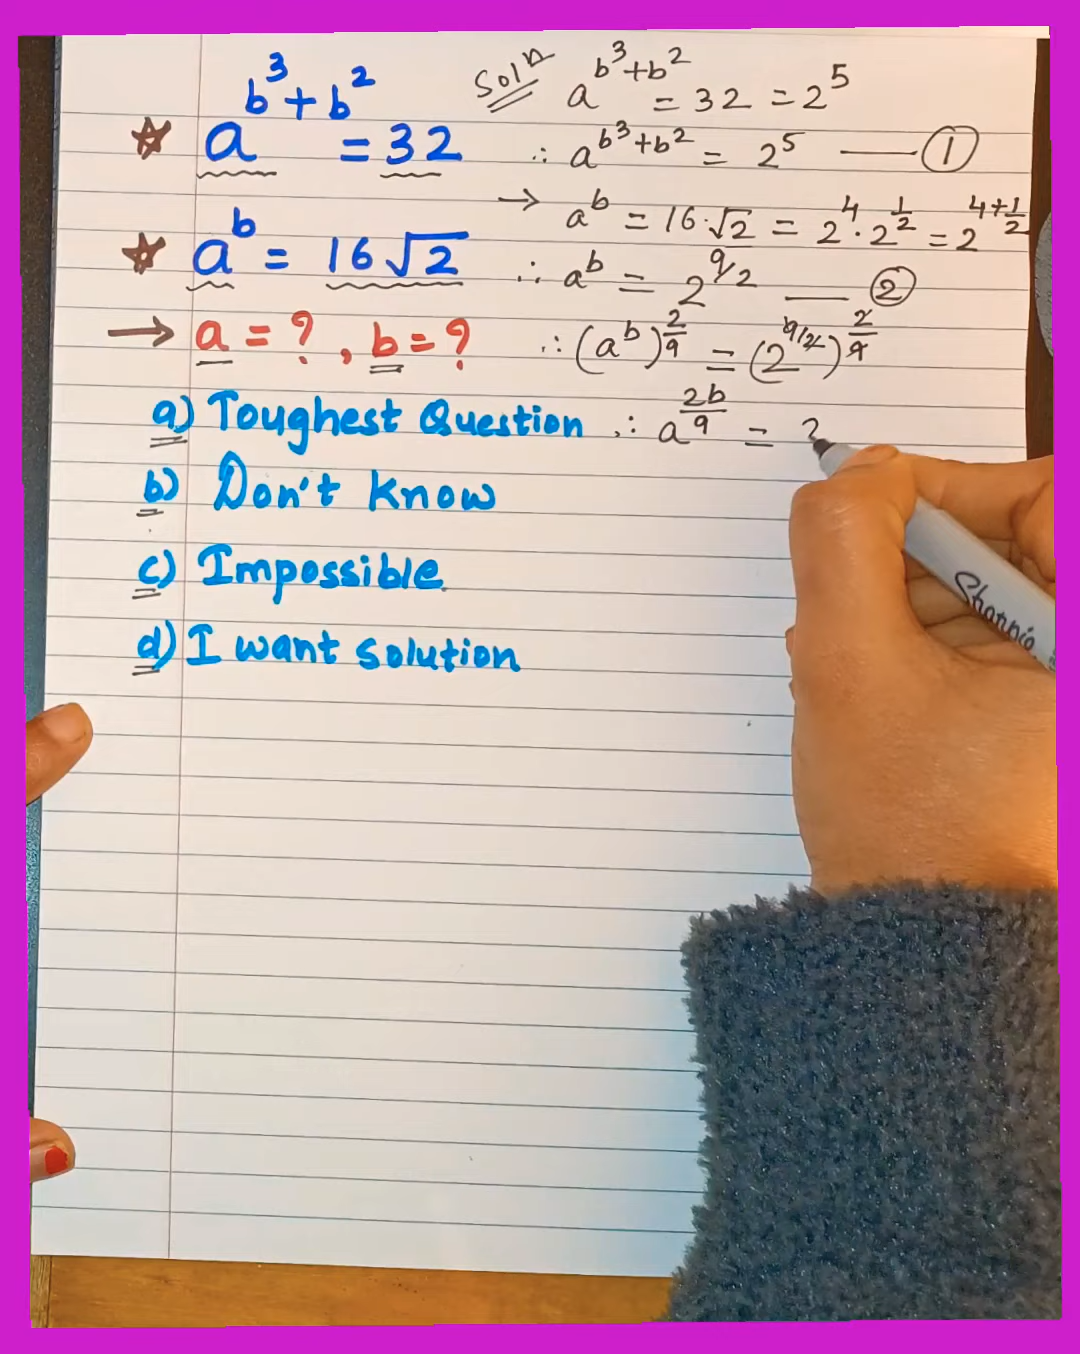 ☆ a^(b³+b²) = 32
☆ a^b = 16√2
→ a = ?, b = ?
a) Toughest Question
b) Don't know
c) Impossible
d) I want solution
Solⁿ a^(b³+b²) = 32 = 2⁵
∴ a^(b³+b²) = 2⁵ —— ①
→ a^b = 16·√2 = 2⁴·2^(1/2) = 2^(4+1/2)
∴ a^b = 2^(9/2) —— ②
∴ (a^b)^(2/9) = (2^(9/2))^(2/9)
∴ a^(2b/9) = 2
Sharpie